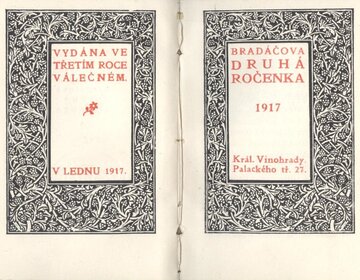 VYDÁNA VE
TŘETÍM ROCE
VÁLEČNÉM.
V LEDNU 1917.
BRADÁČOVA
DRUHÁ
ROČENKA
1917
Král. Vinohrady.
Palackého tř. 27.